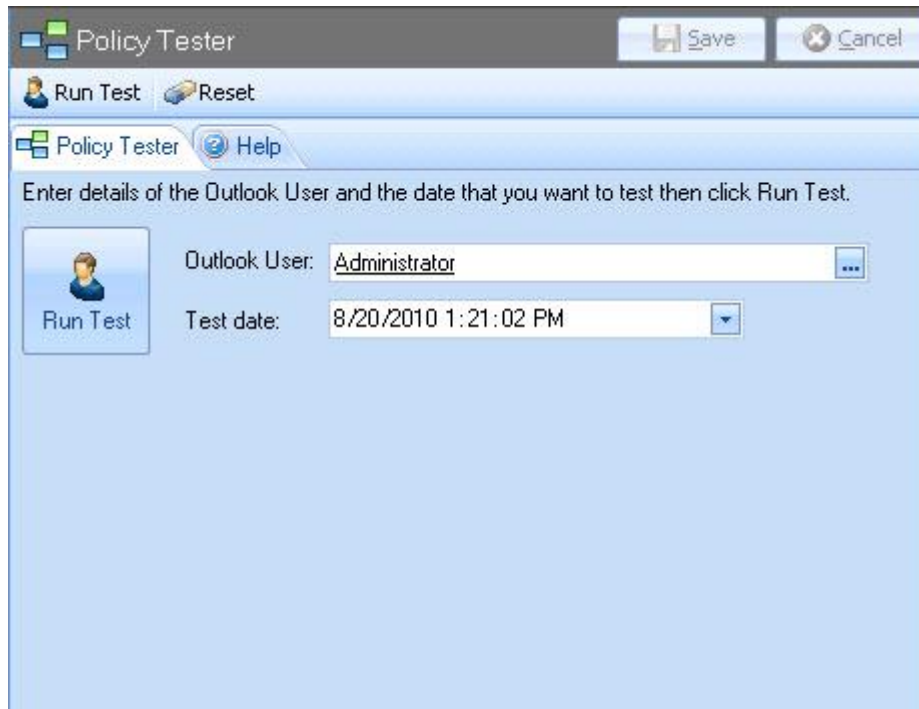 Policy Tester Save Cancel
Run Test Reset
Policy Tester Help
Enter details of the Outlook User and the date that you want to test then click Run Test.
Outlook User: Administrator ...
Run Test Test date: 8/20/2010 1:21:02 PM